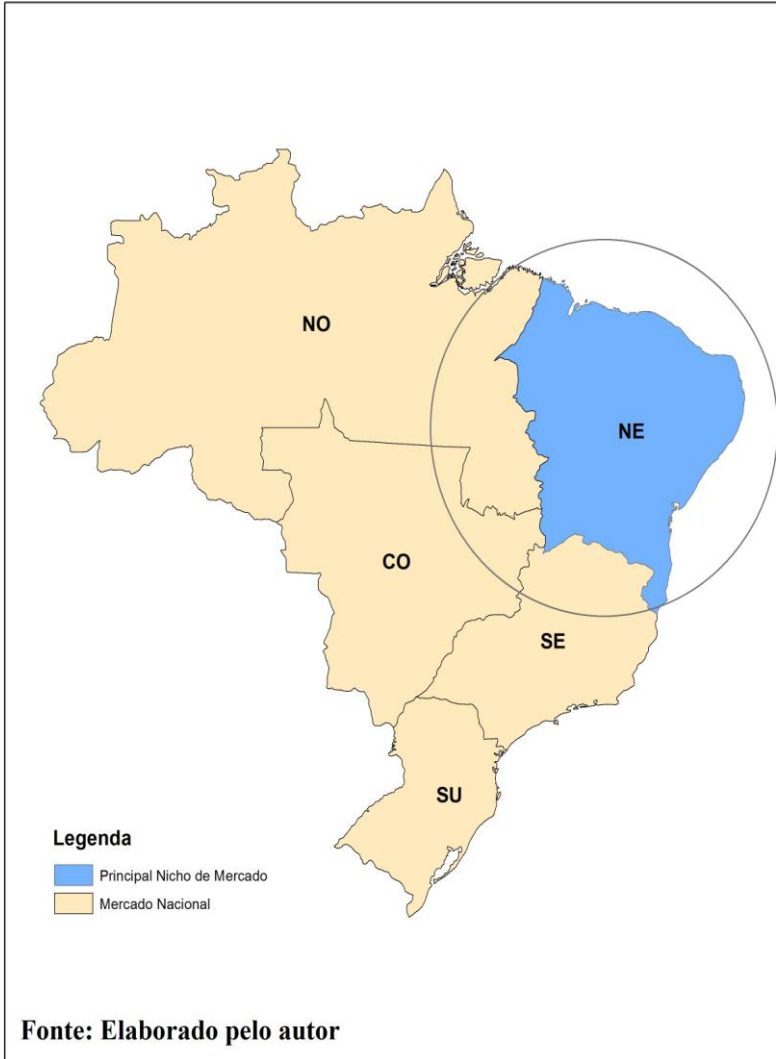 NO
NE
CO
SE
SU
Legenda
Principal Nicho de Mercado
Mercado Nacional
Fonte: Elaborado pelo autor